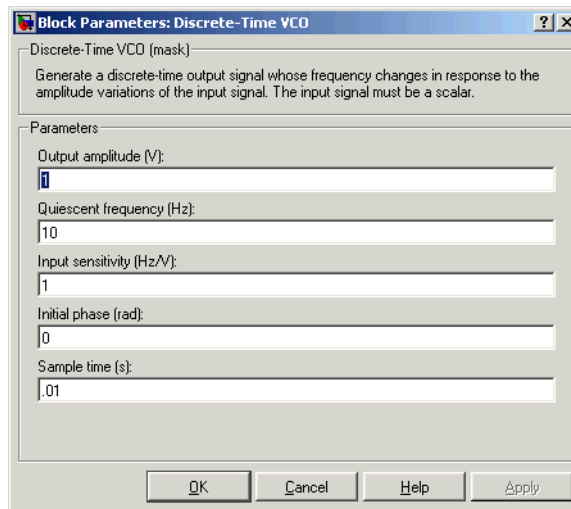 Block Parameters: Discrete-Time VCO
Discrete-Time VCO (mask)
Generate a discrete-time output signal whose frequency changes in response to the
amplitude variations of the input signal. The input signal must be a scalar.
Parameters
Output amplitude (V):
1
Quiescent frequency (Hz):
10
Input sensitivity (Hz/V):
1
Initial phase (rad):
0
Sample time (s):
.01
OK Cancel Help Apply